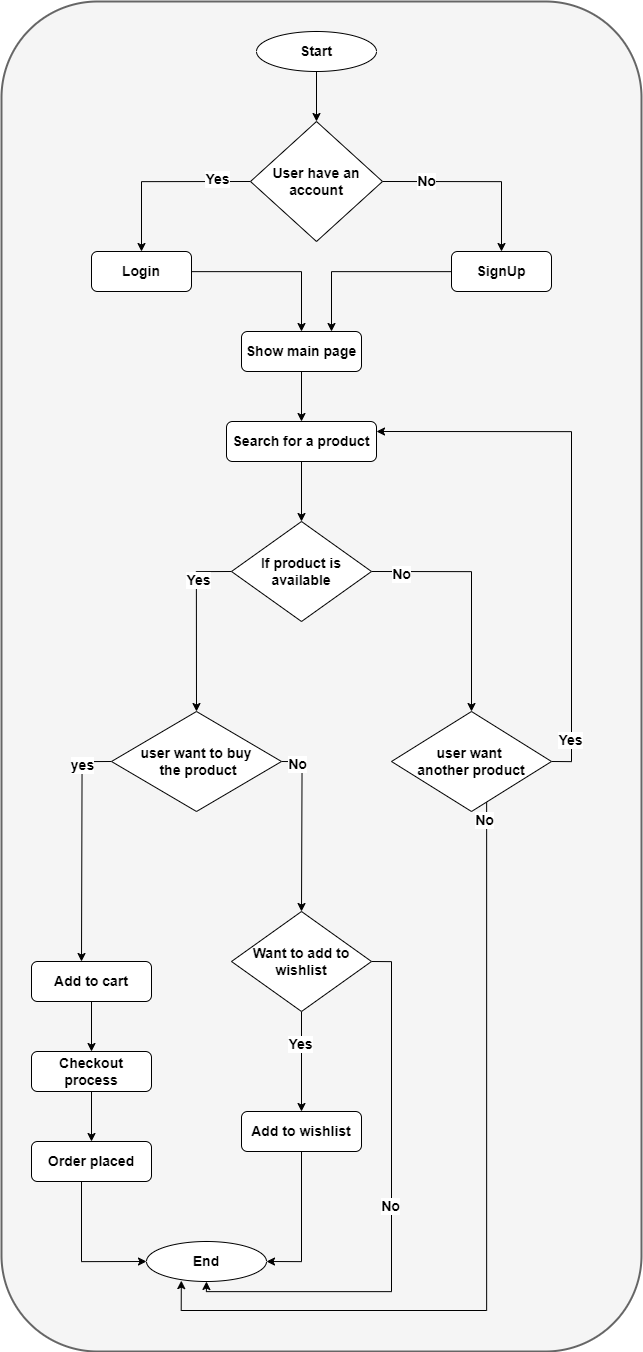 Start
User have an
account
Yes
No
Login
SignUp
Show main page
Search for a product
If product is
available
Yes
No
user want to buy
the product
user want
another product
Yes
yes
No
No
Want to add to
wishlist
Add to cart
Yes
Checkout
process
Add to wishlist
Order placed
No
End